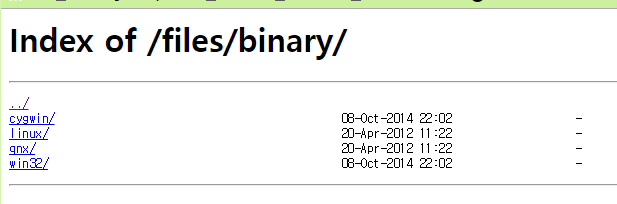 Index of /files/binary/
../
cygwin/ 08-Oct-2014 22:02 -
linux/ 20-Apr-2012 11:22 -
qnx/ 20-Apr-2012 11:22 -
win32/ 08-Oct-2014 22:02 -